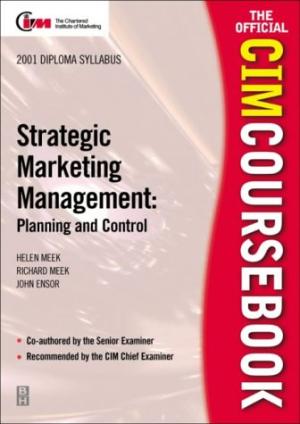 CIM
The Chartered
Institute of Marketing
2001 DIPLOMA SYLLABUS
Strategic
Marketing
Management:
Planning and Control
HELEN MEEK
RICHARD MEEK
JOHN ENSOR
• Co-authored by the Senior Examiner
• Recommended by the CIM Chief Examiner
B
H
THE
OFFICIAL
CIMCOURSEBOOK